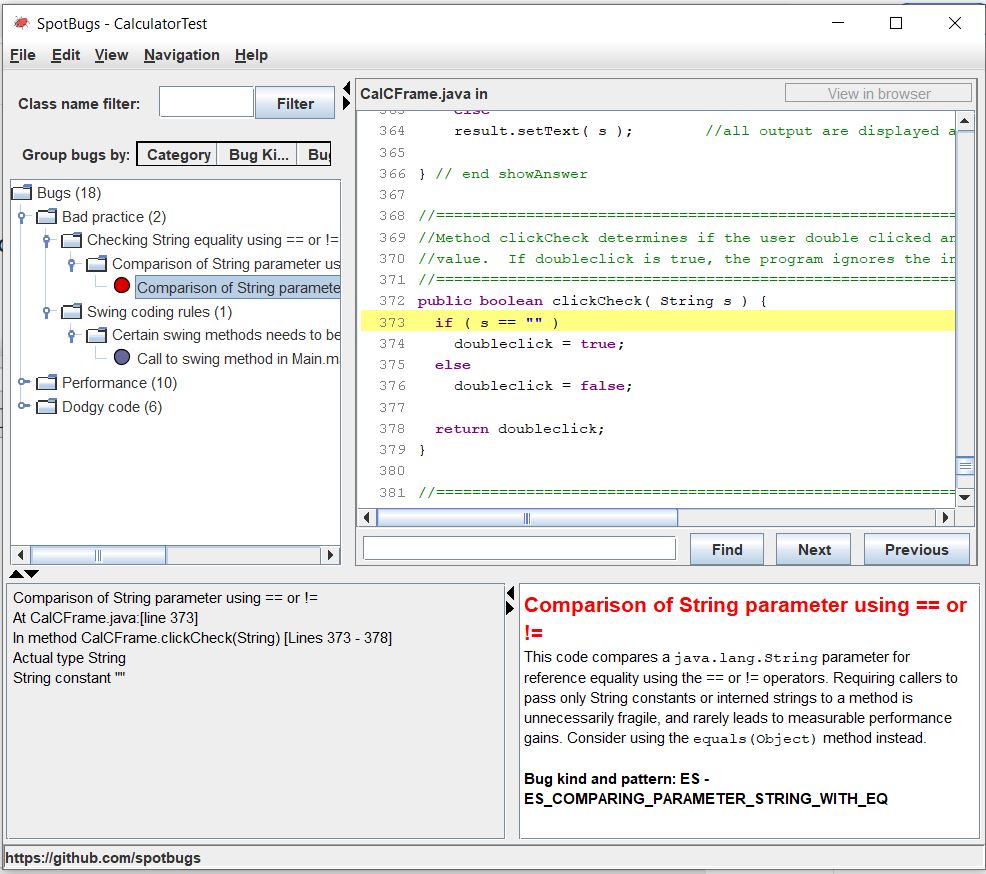 SpotBugs - CalculatorTest
File Edit View Navigation Help
Class name filter: Filter
Group bugs by: Category Bug Ki... Bug
Bugs (18)
Bad practice (2)
Checking String equality using == or !=
Comparison of String parameter us
Comparison of String paramete
Swing coding rules (1)
Certain swing methods needs to be
Call to swing method in Main.m
Performance (10)
Dodgy code (6)
CalCFrame.java in
View in browser
363 else
364 result.setText( s ); //all output are displayed a
365
366 } // end showAnswer
367
368 //=========================================================
369 //Method clickCheck determines if the user double clicked an
370 //value. If doubleclick is true, the program ignores the in
371 //=========================================================
372 public boolean clickCheck( String s ) {
373 if ( s == "" )
374 doubleclick = true;
375 else
376 doubleclick = false;
377
378 return doubleclick;
379 }
380
381 //=========================================================
Find Next Previous
Comparison of String parameter using == or !=
At CalCFrame.java:[line 373]
In method CalCFrame.clickCheck(String) [Lines 373 - 378]
Actual type String
String constant ""
Comparison of String parameter using == or
!=
This code compares a java.lang.String parameter for
reference equality using the == or != operators. Requiring callers to
pass only String constants or interned strings to a method is
unnecessarily fragile, and rarely leads to measurable performance
gains. Consider using the equals(Object) method instead.
Bug kind and pattern: ES -
ES_COMPARING_PARAMETER_STRING_WITH_EQ
https://github.com/spotbugs